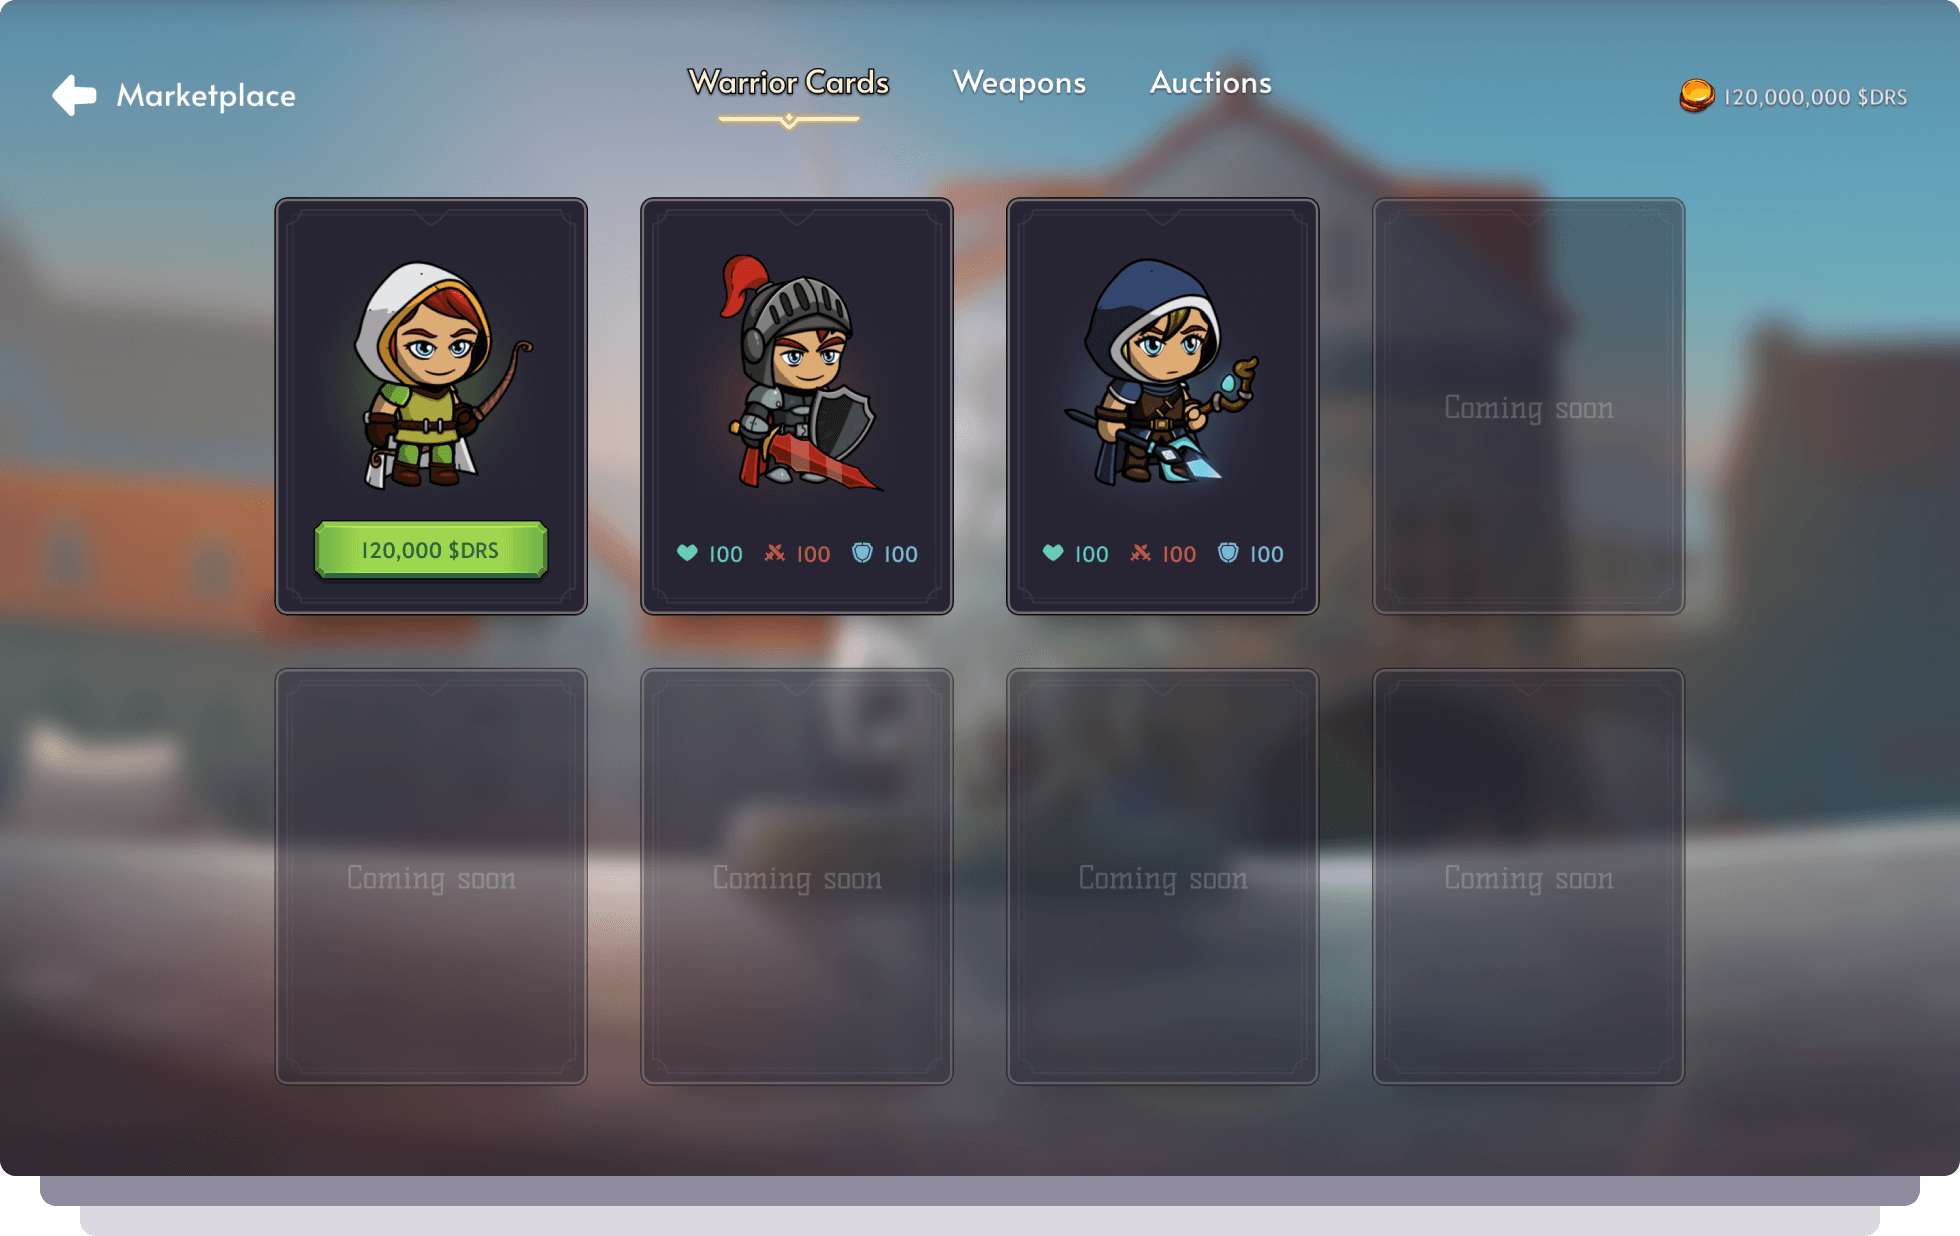 Marketplace
Warrior Cards
Weapons
Auctions
120,000,000 $DRS
120,000 $DRS
100 100 100
100 100 100
Coming soon
Coming soon
Coming soon
Coming soon
Coming soon